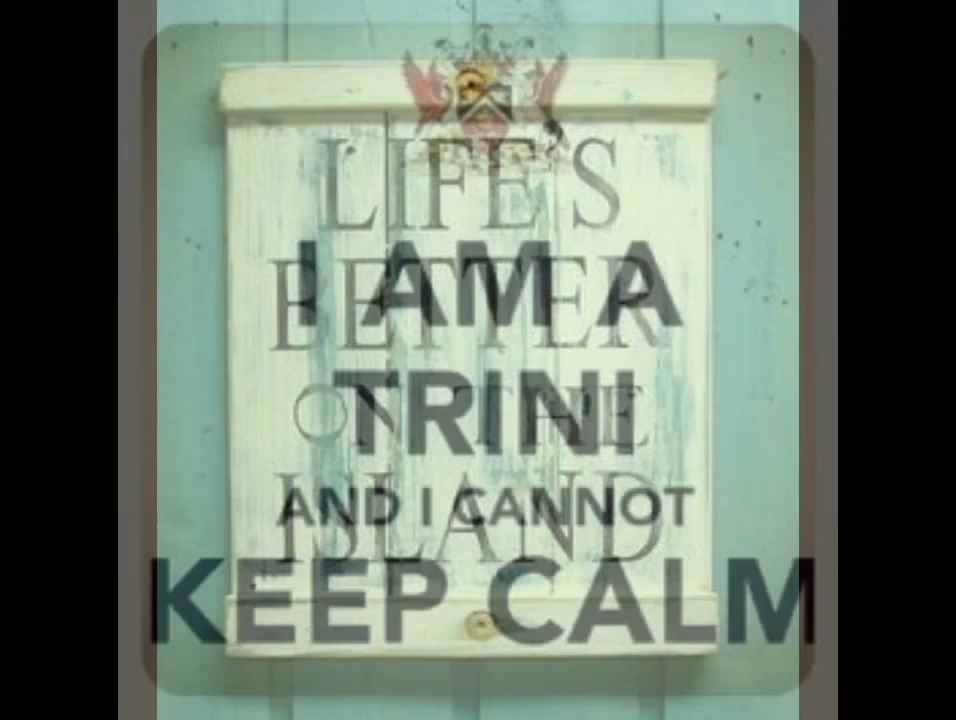 LIFE'S
BETTER
ON THE
ISLAND
I AM A
TRINI
AND I CANNOT
KEEP CALM